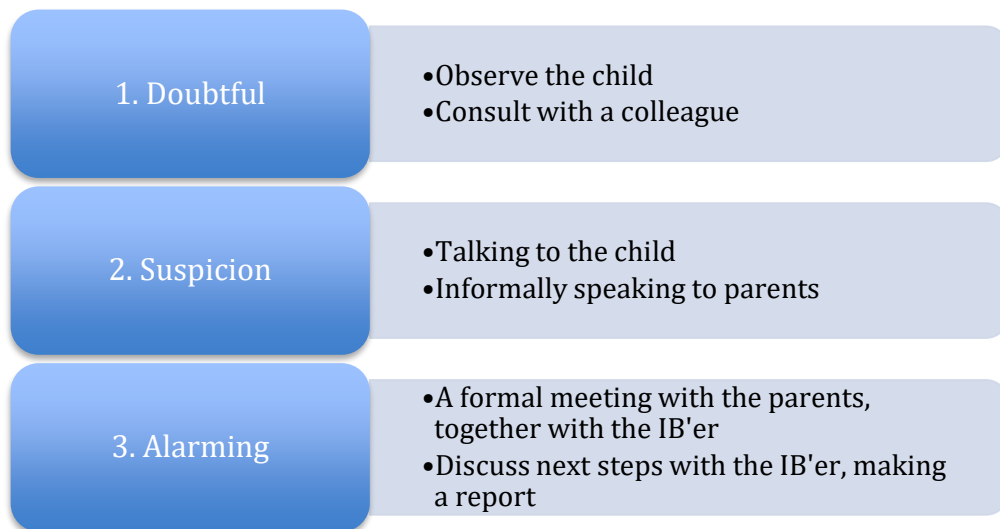 1. Doubtful
•Observe the child
•Consult with a colleague
2. Suspicion
•Talking to the child
•Informally speaking to parents
3. Alarming
•A formal meeting with the parents,
together with the IB'er
•Discuss next steps with the IB'er, making
a report